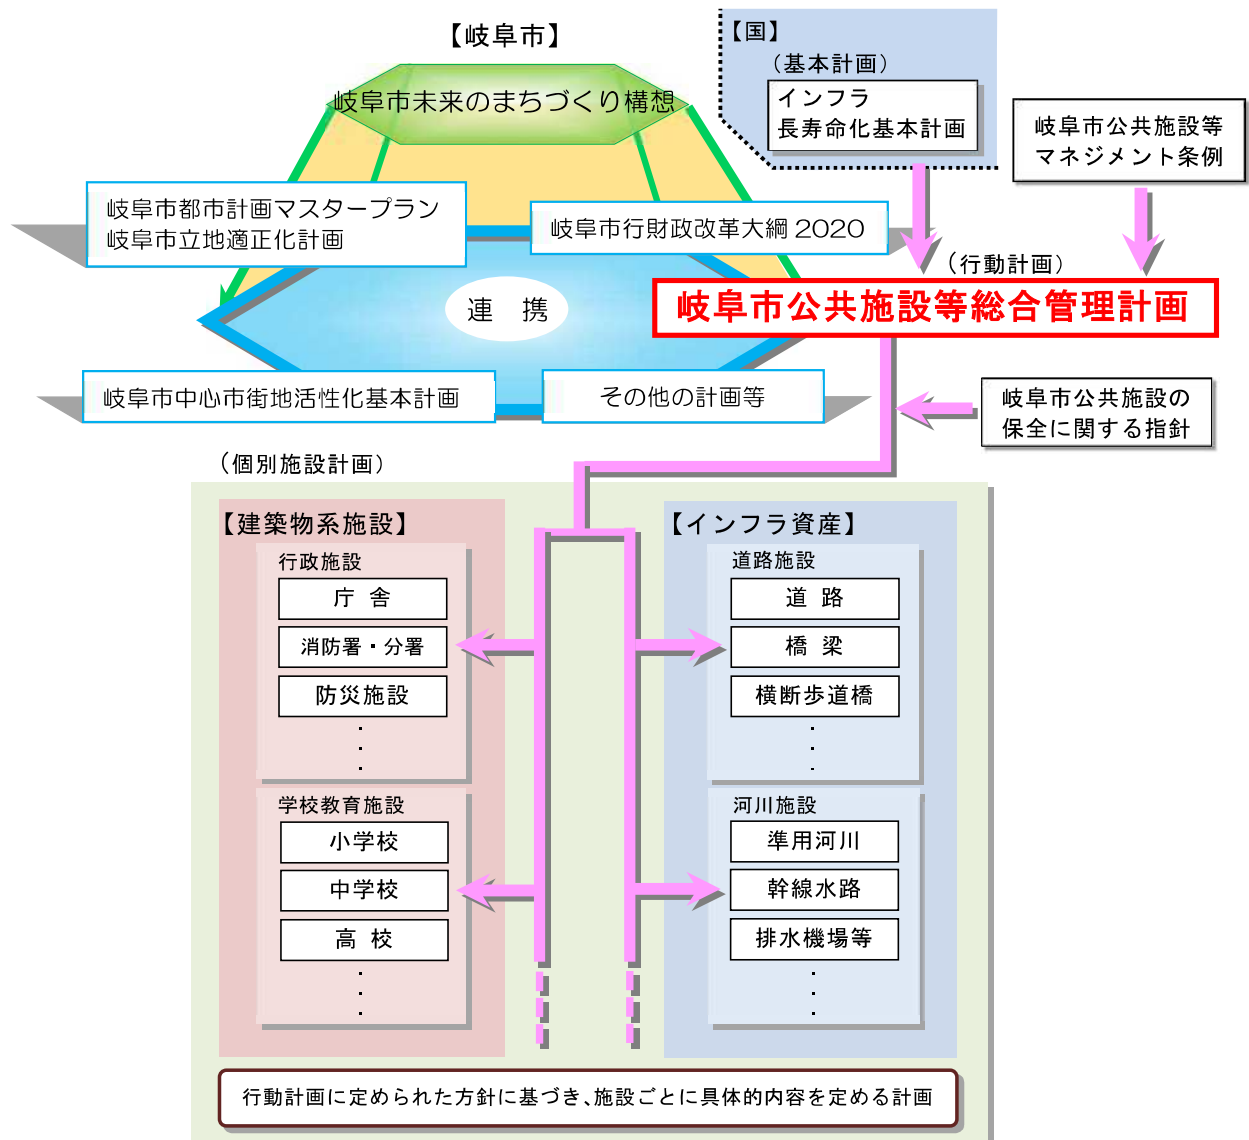 【岐阜市】
岐阜市未来のまちづくり構想
【国】
（基本計画）
インフラ
長寿命化基本計画
岐阜市公共施設等
マネジメント条例
岐阜市都市計画マスタープラン
岐阜市立地適正化計画
岐阜市行財政改革大綱 2020
（行動計画）
岐阜市公共施設等総合管理計画
連 携
岐阜市中心市街地活性化基本計画
その他の計画等
岐阜市公共施設の
保全に関する指針
（個別施設計画）
【建築物系施設】
行政施設
庁 舎
消防署・分署
防災施設
・
・
・
学校教育施設
小学校
中学校
高 校
・
・
・
【インフラ資産】
道路施設
道 路
橋 梁
横断歩道橋
・
・
・
河川施設
準用河川
幹線水路
排水機場等
・
・
・
行動計画に定められた方針に基づき、施設ごとに具体的内容を定める計画